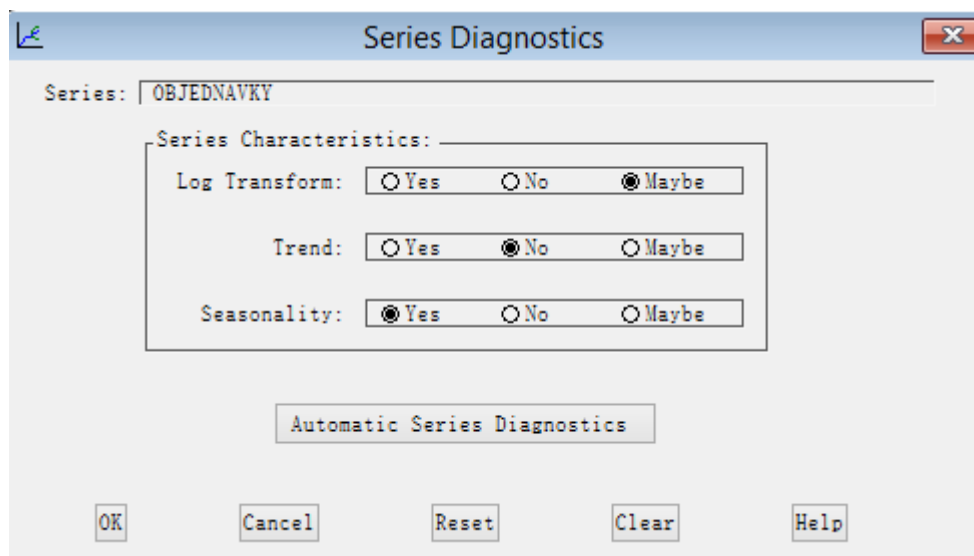 Series Diagnostics
Series: OBJEDNAVKY
Series Characteristics:
Log Transform: Yes No Maybe
Trend: Yes No Maybe
Seasonality: Yes No Maybe
Automatic Series Diagnostics
OK Cancel Reset Clear Help